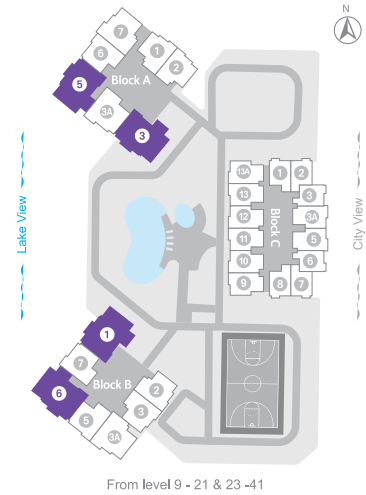 N
7
1
6
2
Block A
5
3A
3
Lake View
City View
13A
1
2
13
3
12
3A
Block C
11
5
10
6
9
8
7
1
7
Block B
6
2
3
5
3A
From level 9 - 21 & 23 -41